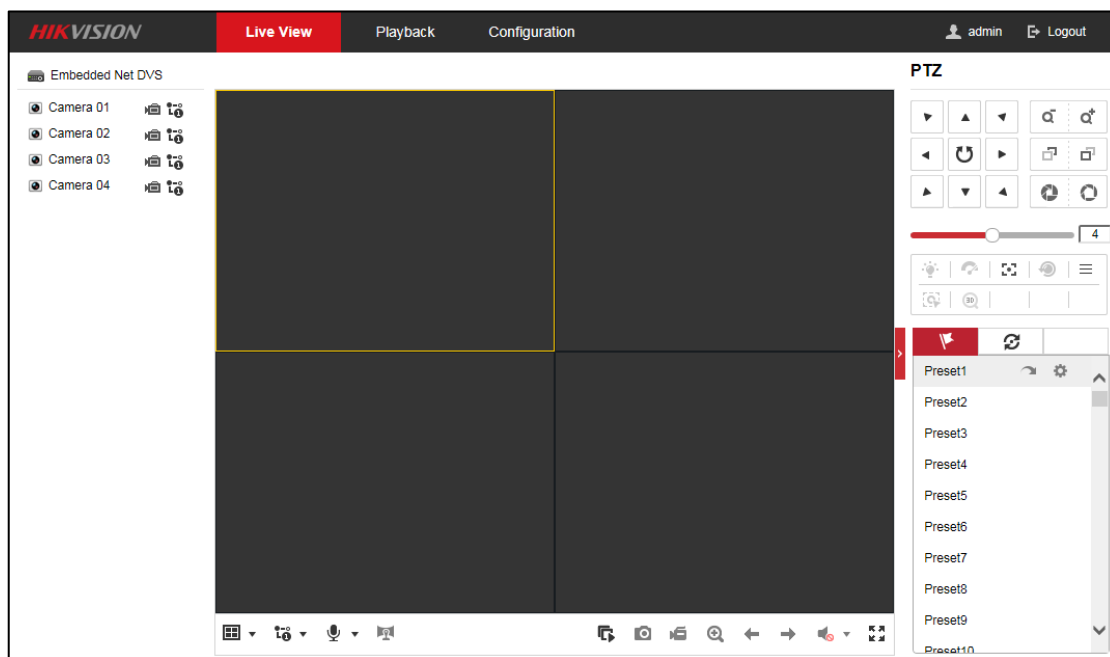 HIKVISION Live View Playback Configuration admin Logout
Embedded Net DVS
Camera 01
Camera 02
Camera 03
Camera 04
PTZ
4
Preset1
Preset2
Preset3
Preset4
Preset5
Preset6
Preset7
Preset8
Preset9
Preset10